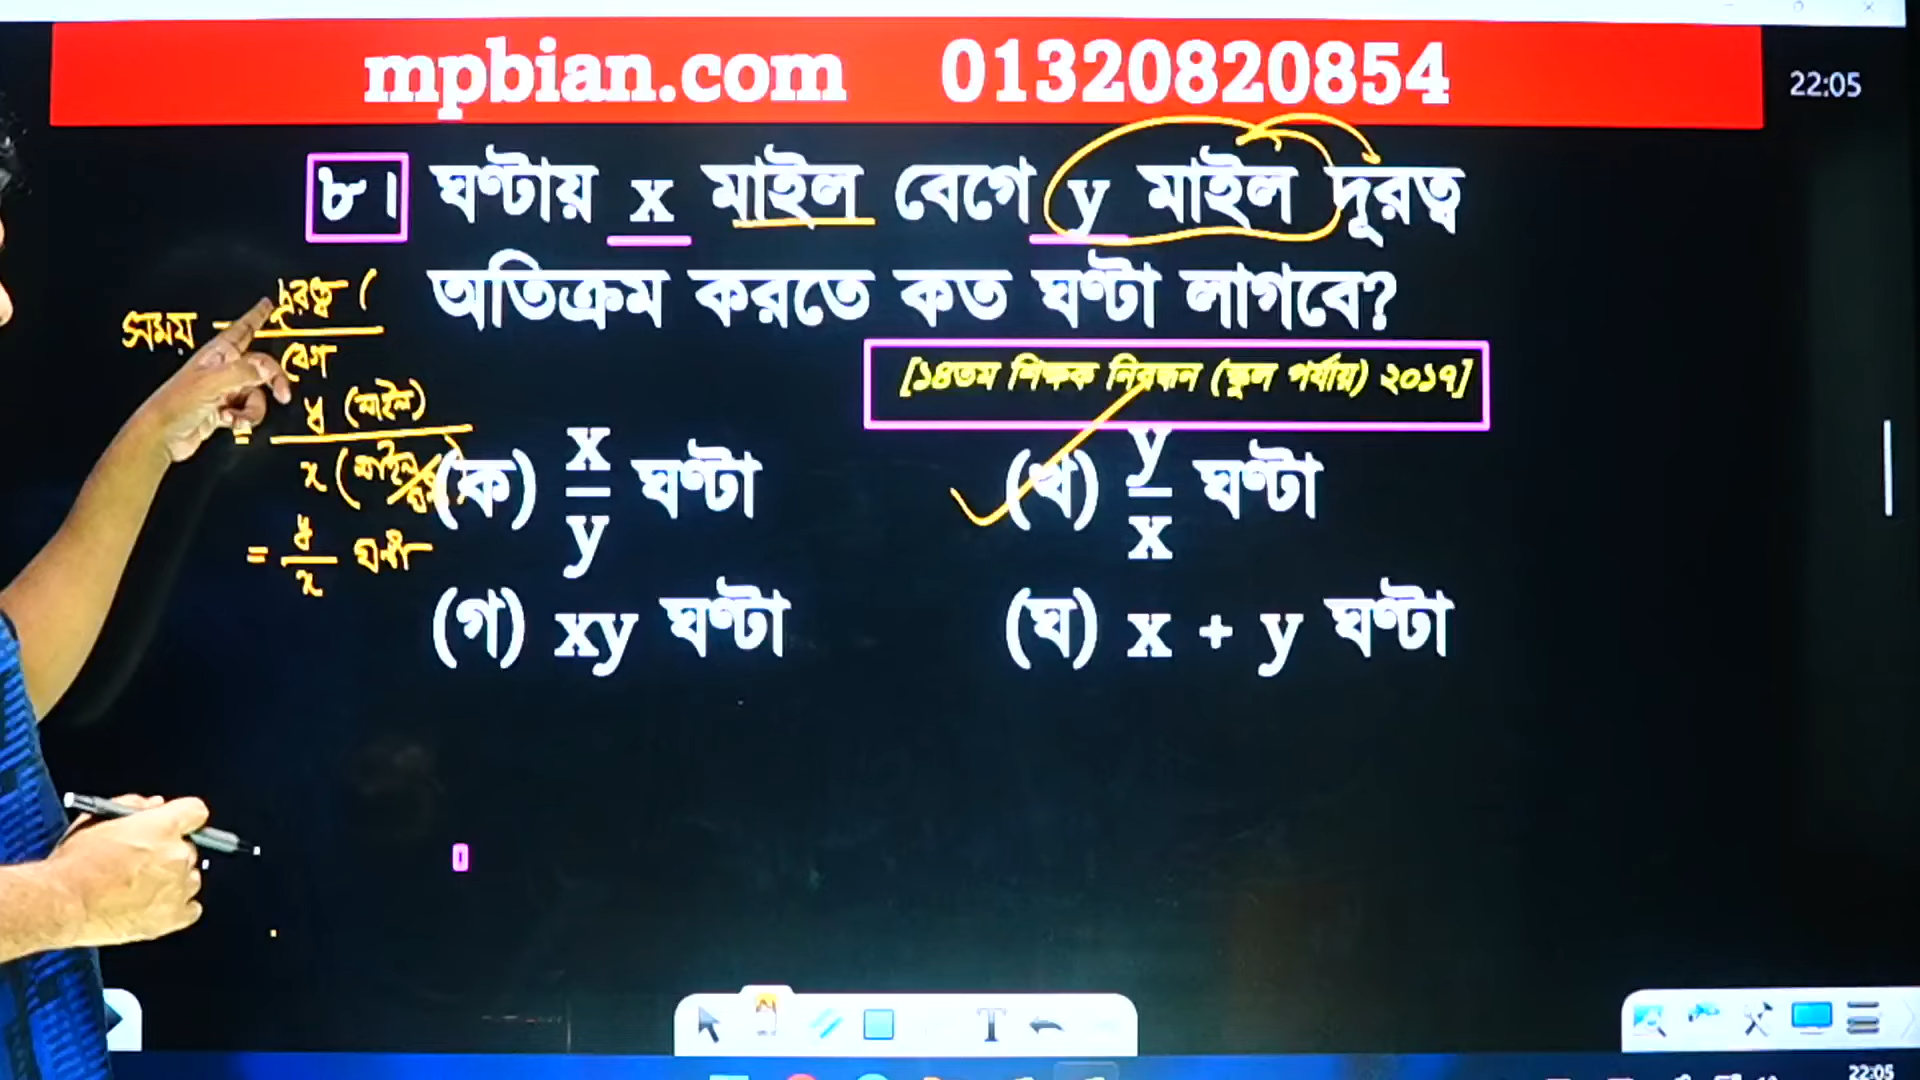 mpbian.com 01320820854
22:05
৮। ঘণ্টায় x মাইল বেগে y মাইল দূরত্ব
অতিক্রম করতে কত ঘণ্টা লাগবে?
[১৪তম শিক্ষক নিবন্ধন (স্কুল পর্যায়) ২০১৭]
সময় = দূরত্ব (
বেগ
= y (মাইল)
x (মাইল/
= y/x ঘণ্টা
(ক) x/y ঘণ্টা (খ) y/x ঘণ্টা
(গ) xy ঘণ্টা (ঘ) x + y ঘণ্টা
T
22:05